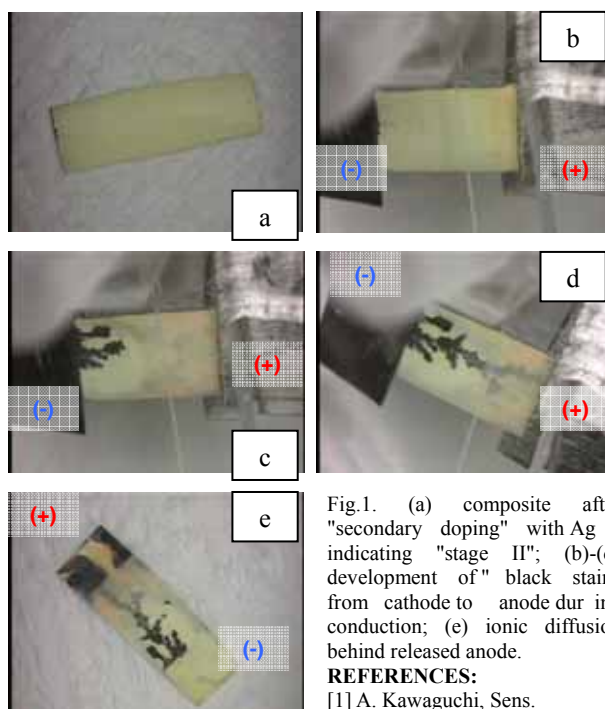 a
b
(-)
(+)
c
(-)
(+)
d
(-)
(+)
e
(+)
(-)
Fig.1. (a) composite aft
"secondary doping" with Ag
indicating "stage II"; (b)-(
development of " black stain
from cathode to anode dur in
conduction; (e) ionic diffusio
behind released anode.
REFERENCES:
[1] A. Kawaguchi, Sens.